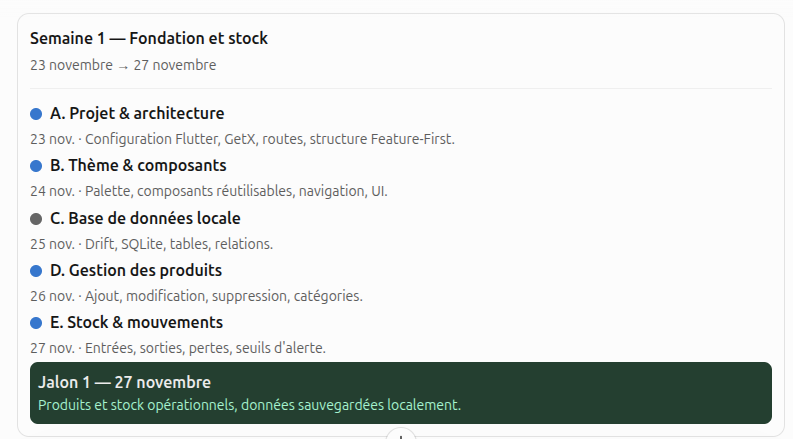 Semaine 1 — Fondation et stock
23 novembre → 27 novembre
A. Projet & architecture
23 nov. · Configuration Flutter, GetX, routes, structure Feature-First.
B. Thème & composants
24 nov. · Palette, composants réutilisables, navigation, UI.
C. Base de données locale
25 nov. · Drift, SQLite, tables, relations.
D. Gestion des produits
26 nov. · Ajout, modification, suppression, catégories.
E. Stock & mouvements
27 nov. · Entrées, sorties, pertes, seuils d'alerte.
Jalon 1 — 27 novembre
Produits et stock opérationnels, données sauvegardées localement.